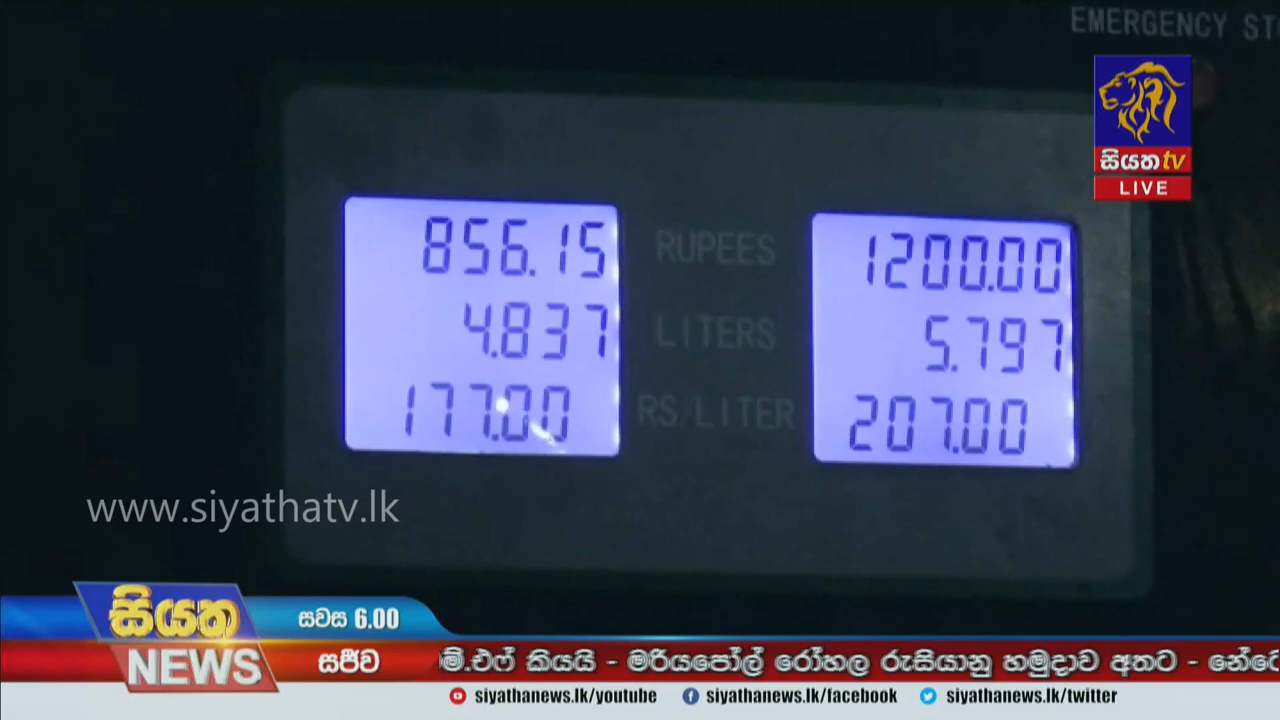 EMERGENCY ST
සියත tv
LIVE
856.15 RUPEES 1200.00
4.837 LITERS 5.797
177.00 RS/LITER 207.00
www.siyathatv.lk
සියත
NEWS
සවස 6.00
සජීව
මි.එෆ් කියයි - මරියපෝල් රෝහල රුසියානු හමුදාව අතට -
siyathanews.lk/youtube siyathanews.lk/facebook siyathanews.lk/twitter